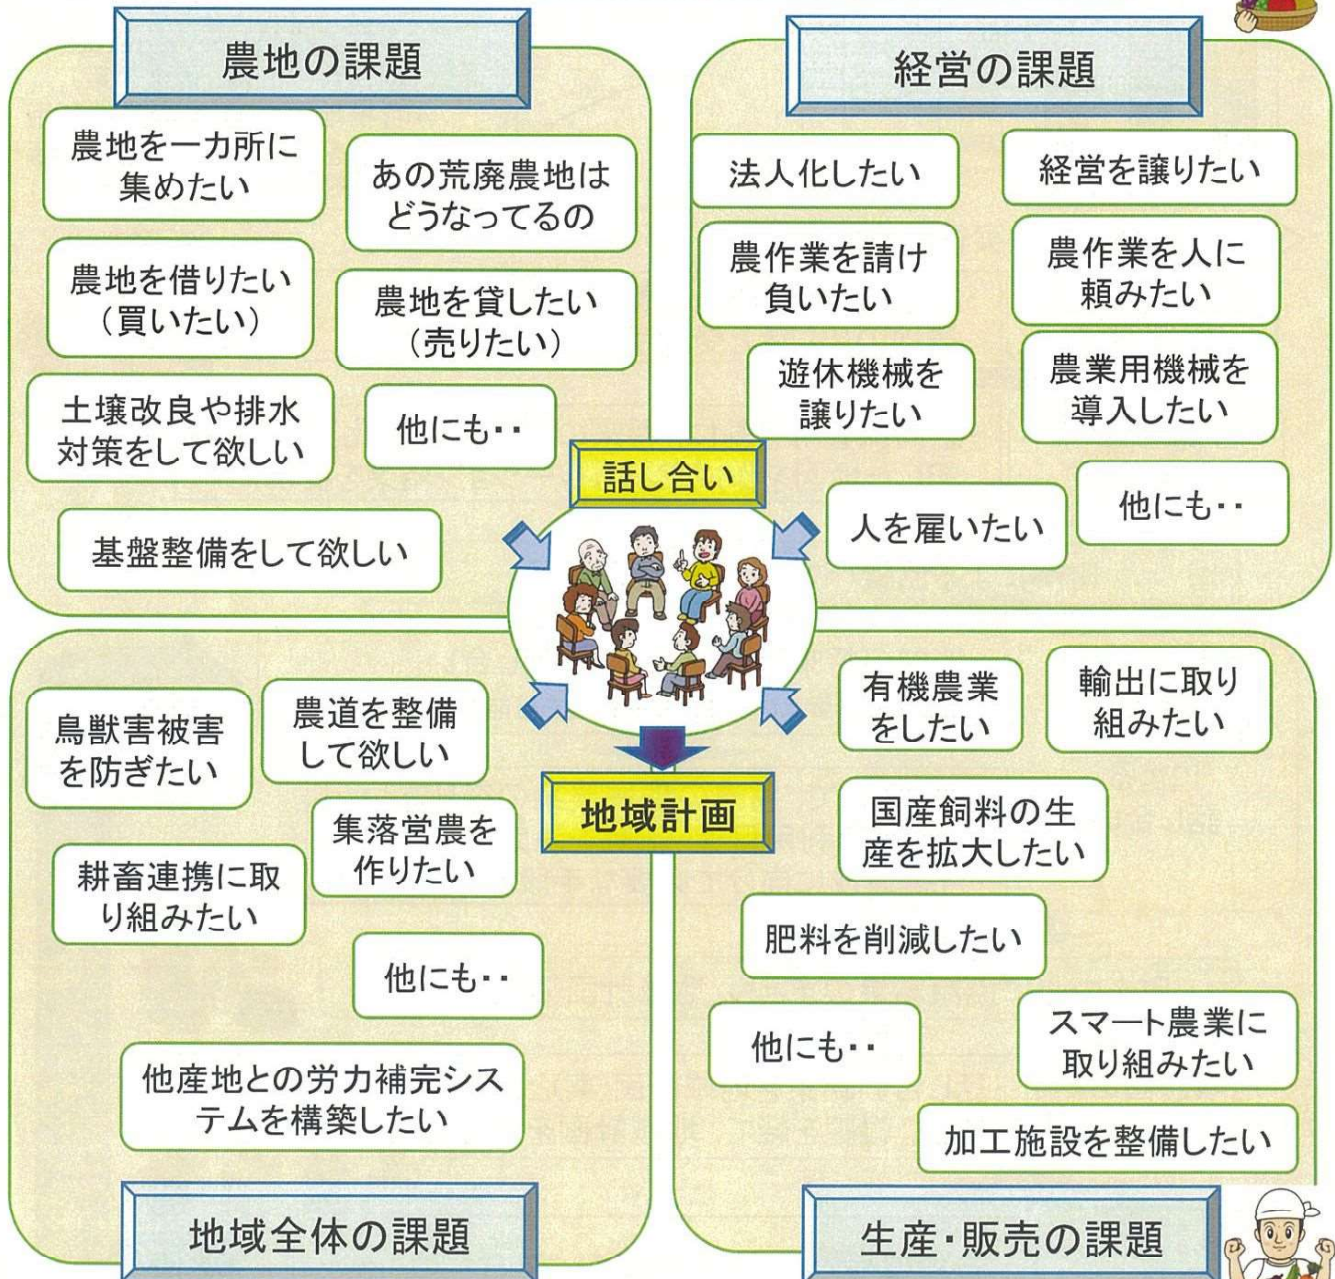 農地の課題
農地を一カ所に
集めたい
あの荒廃農地は
どうなってるの
農地を借りたい
（買いたい）
農地を貸したい
（売りたい）
土壌改良や排水
対策をして欲しい
他にも・・
基盤整備をして欲しい
経営の課題
法人化したい
経営を譲りたい
農作業を請け
負いたい
農作業を人に
頼みたい
遊休機械を
譲りたい
農業用機械を
導入したい
人を雇いたい
他にも・・
話し合い
地域計画
鳥獣害被害
を防ぎたい
農道を整備
して欲しい
集落営農を
作りたい
耕畜連携に取
り組みたい
他にも・・
他産地との労力補完シス
テムを構築したい
地域全体の課題
有機農業
をしたい
輸出に取り
組みたい
国産飼料の生
産を拡大したい
肥料を削減したい
他にも・・
スマート農業に
取り組みたい
加工施設を整備したい
生産・販売の課題